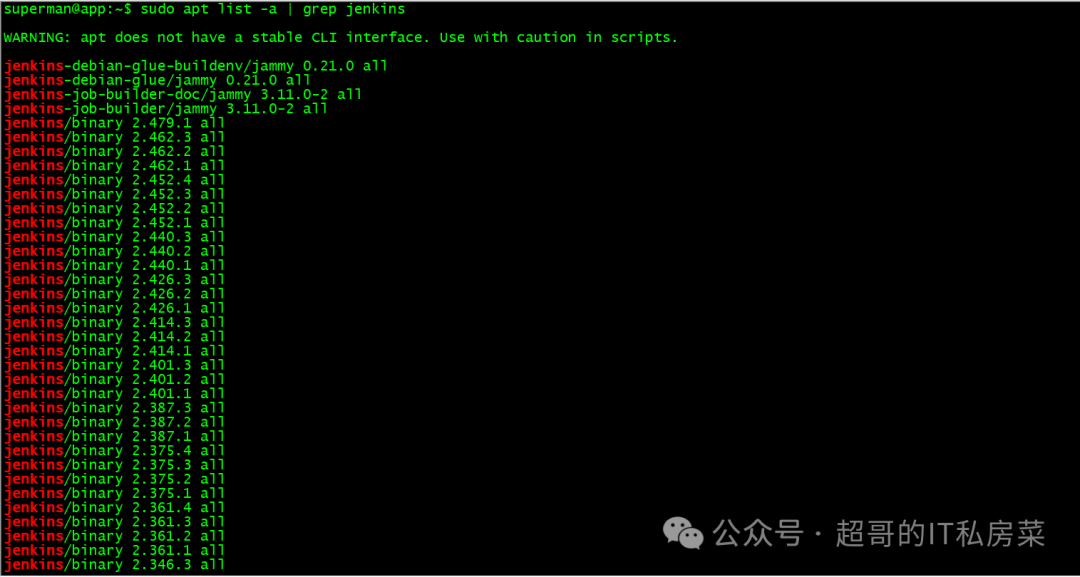 superman@app:~$ sudo apt list -a | grep jenkins
WARNING: apt does not have a stable CLI interface. Use with caution in scripts.
jenkins-debian-glue-buildenv/jammy 0.21.0 all
jenkins-debian-glue/jammy 0.21.0 all
jenkins-job-builder-doc/jammy 3.11.0-2 all
jenkins-job-builder/jammy 3.11.0-2 all
jenkins/binary 2.479.1 all
jenkins/binary 2.462.3 all
jenkins/binary 2.462.2 all
jenkins/binary 2.462.1 all
jenkins/binary 2.452.4 all
jenkins/binary 2.452.3 all
jenkins/binary 2.452.2 all
jenkins/binary 2.452.1 all
jenkins/binary 2.440.3 all
jenkins/binary 2.440.2 all
jenkins/binary 2.440.1 all
jenkins/binary 2.426.3 all
jenkins/binary 2.426.2 all
jenkins/binary 2.426.1 all
jenkins/binary 2.414.3 all
jenkins/binary 2.414.2 all
jenkins/binary 2.414.1 all
jenkins/binary 2.401.3 all
jenkins/binary 2.401.2 all
jenkins/binary 2.401.1 all
jenkins/binary 2.387.3 all
jenkins/binary 2.387.2 all
jenkins/binary 2.387.1 all
jenkins/binary 2.375.4 all
jenkins/binary 2.375.3 all
jenkins/binary 2.375.2 all
jenkins/binary 2.375.1 all
jenkins/binary 2.361.4 all
jenkins/binary 2.361.3 all
jenkins/binary 2.361.2 all
jenkins/binary 2.361.1 all
jenkins/binary 2.346.3 all
公众号 · 超哥的IT私房菜